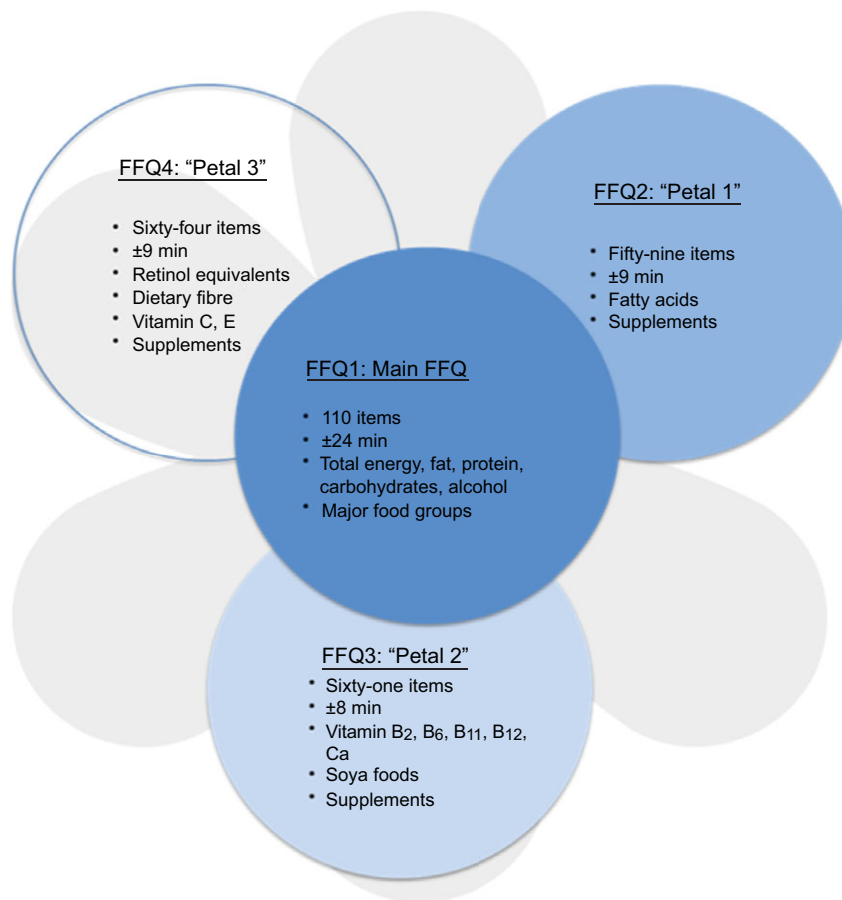 FFQ4: “Petal 3”
• Sixty-four items
• ±9 min
• Retinol equivalents
• Dietary fibre
• Vitamin C, E
• Supplements
FFQ2: “Petal 1”
• Fifty-nine items
• ±9 min
• Fatty acids
• Supplements
FFQ1: Main FFQ
• 110 items
• ±24 min
• Total energy, fat, protein,
carbohydrates, alcohol
• Major food groups
FFQ3: “Petal 2”
• Sixty-one items
• ±8 min
• Vitamin B2, B6, B11, B12,
Ca
• Soya foods
• Supplements